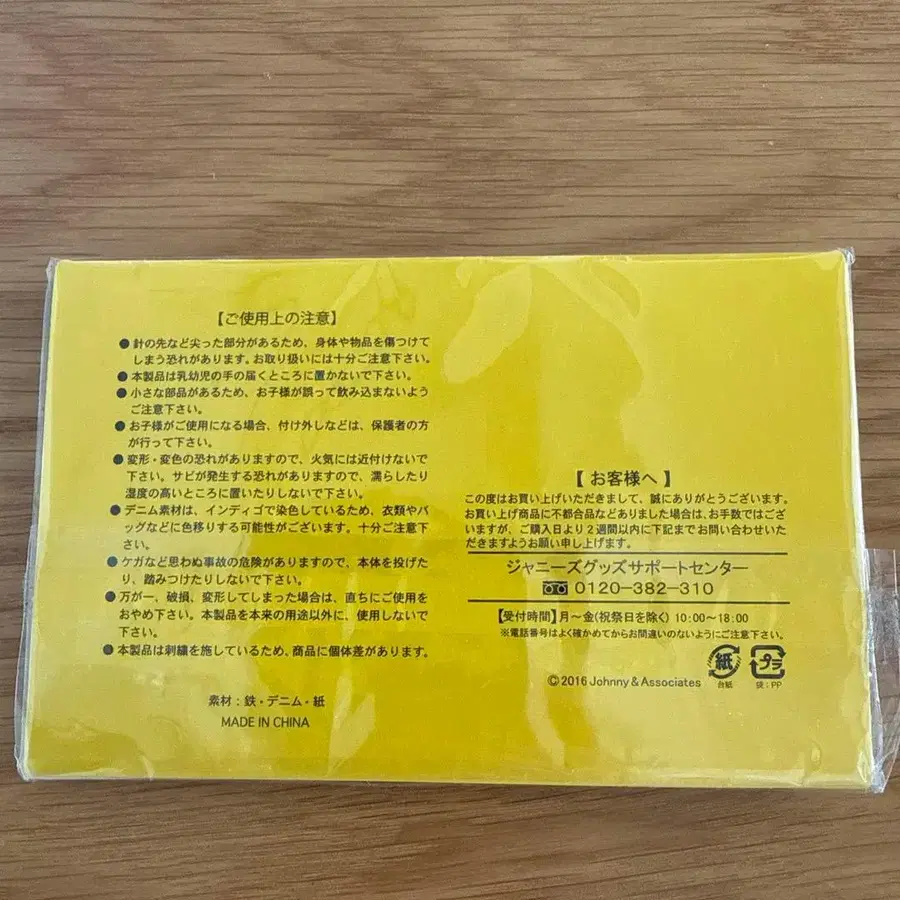 【ご使用上の注意】
●針の先など尖った部分があるため、身体や物品を傷つけて
しまう恐れがあります。お取り扱いには十分ご注意下さい。
●本製品は乳幼児の手の届くところに置かないで下さい。
●小さな部品があるため、お子様が誤って飲み込まないよう
ご注意下さい。
●お子様がご使用になる場合、付け外しなどは、保護者の方
が行って下さい。
●変形・変色の恐れがありますので、火気には近付けないで
下さい。サビが発生する恐れがありますので、濡らしたり
湿度の高いところに置いたりしないで下さい。
●デニム素材は、インディゴで染色しているため、衣類やバ
ッグなどに色移りする可能性がございます。十分ご注意下
さい。
●ケガなど思わぬ事故の危険がありますので、本体を投げた
り、踏みつけたりしないで下さい。
●万が一、破損、変形してしまった場合は、直ちにご使用を
おやめ下さい。本製品を本来の用途以外に、使用しないで
下さい。
●本製品は刺繍を施しているため、商品に個体差があります。
素材：鉄・デニム・紙
MADE IN CHINA
【お客様へ】
この度はお買い上げいただきまして、誠にありがとうございます。
お買い上げ商品に不都合品などありました場合は、お手数ではござ
いますが、ご購入日より2週間以内に下記までお問い合わせいた
だきますようお願い申し上げます。
ジャニーズグッズサポートセンター
0120-382-310
【受付時間】月～金(祝祭日を除く) 10:00～18:00
※電話番号はよく確かめてからお間違いのないようにご注意下さい。
©2016 Johnny & Associates
紙
台紙
プラ
袋：PP